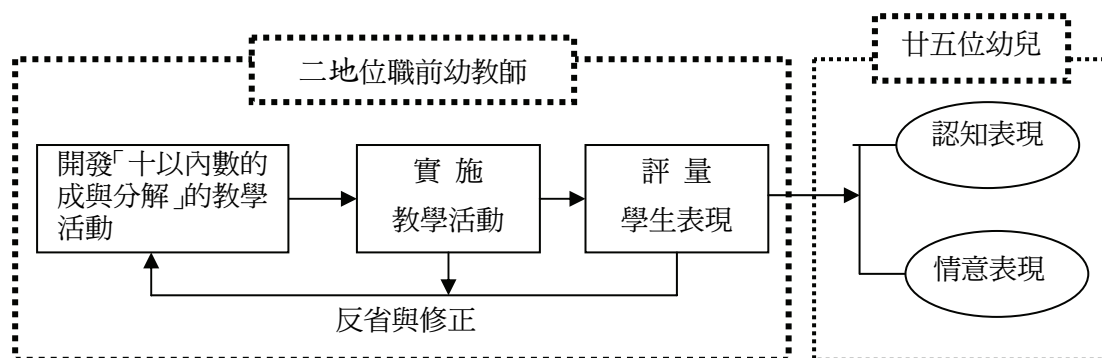 二地位職前幼教師
廿五位幼兒
開發「十以內數的
成與分解」的教學
活動
實 施
教學活動
評 量
學生表現
認知表現
情意表現
反省與修正